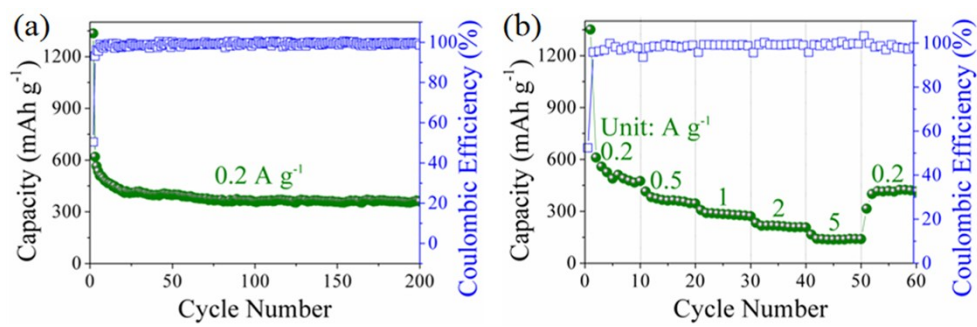 (a)
Capacity (mAh g⁻¹)
1200
900
600
300
0
0.2 A g⁻¹
0 50 100 150 200
Cycle Number
100
80
60
40
20
0
Coulombic Efficiency (%)
(b)
Capacity (mAh g⁻¹)
1200
900
600
300
0
Unit: A g⁻¹
0.2
0.5
1
2
5
0.2
0 10 20 30 40 50 60
Cycle Number
100
80
60
40
20
0
Coulombic Efficiency (%)